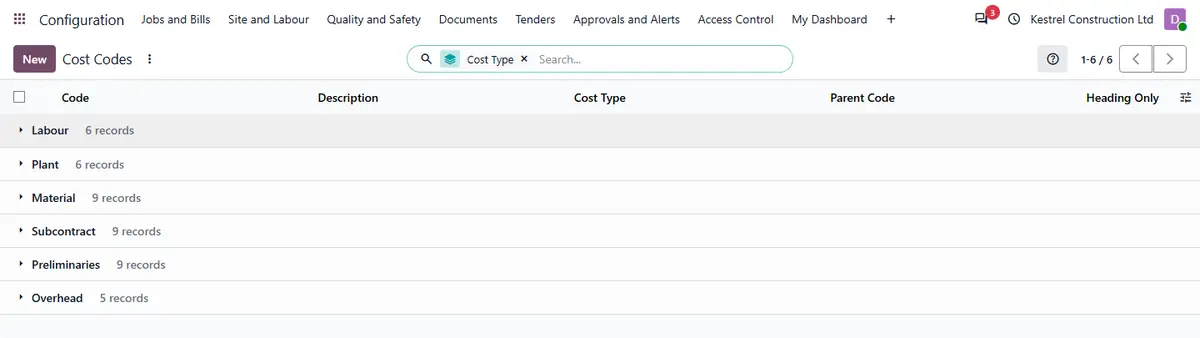 Configuration Jobs and Bills Site and Labour Quality and Safety Documents Tenders Approvals and Alerts Access Control My Dashboard + 3 Kestrel Construction Ltd D
New Cost Codes Cost Type × Search... 1-6 / 6
Code Description Cost Type Parent Code Heading Only
Labour 6 records
Plant 6 records
Material 9 records
Subcontract 9 records
Preliminaries 9 records
Overhead 5 records